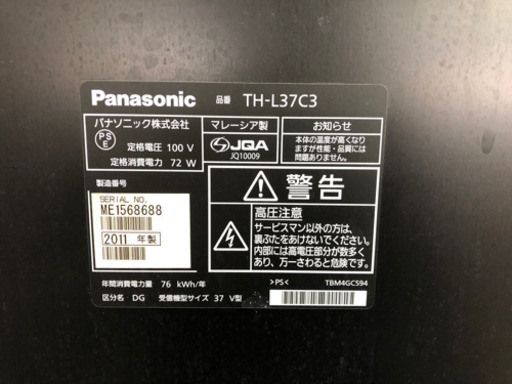 Panasonic 品番 TH-L37C3
パナソニック株式会社
PS
E
定格電圧 100 V
定格消費電力 72 W
マレーシア製
JQA
JQ10009
お知らせ
本体の温度が高くなり
ますが性能・品質には
問題ありません。
製造番号
SERIAL NO.
ME1568688
2011 年製
警告
高圧注意
サービスマン以外の方は、
裏ぶたをあけないでください。
内部には高電圧部分が数多く
あり、万一さわると危険です。
年間消費電力量 76 kWh/年
区分名 DG 受信機型サイズ 37 V型
>PS<
TBM4GC594